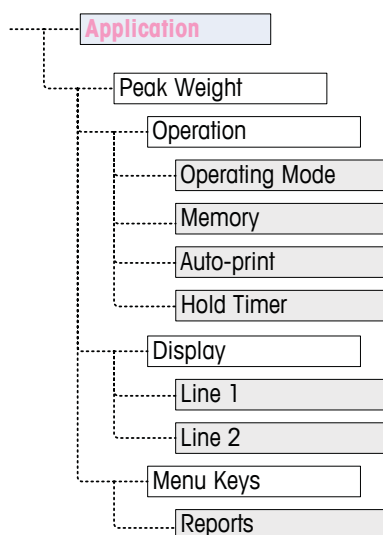 Application
Peak Weight
Operation
Operating Mode
Memory
Auto-print
Hold Timer
Display
Line 1
Line 2
Menu Keys
Reports